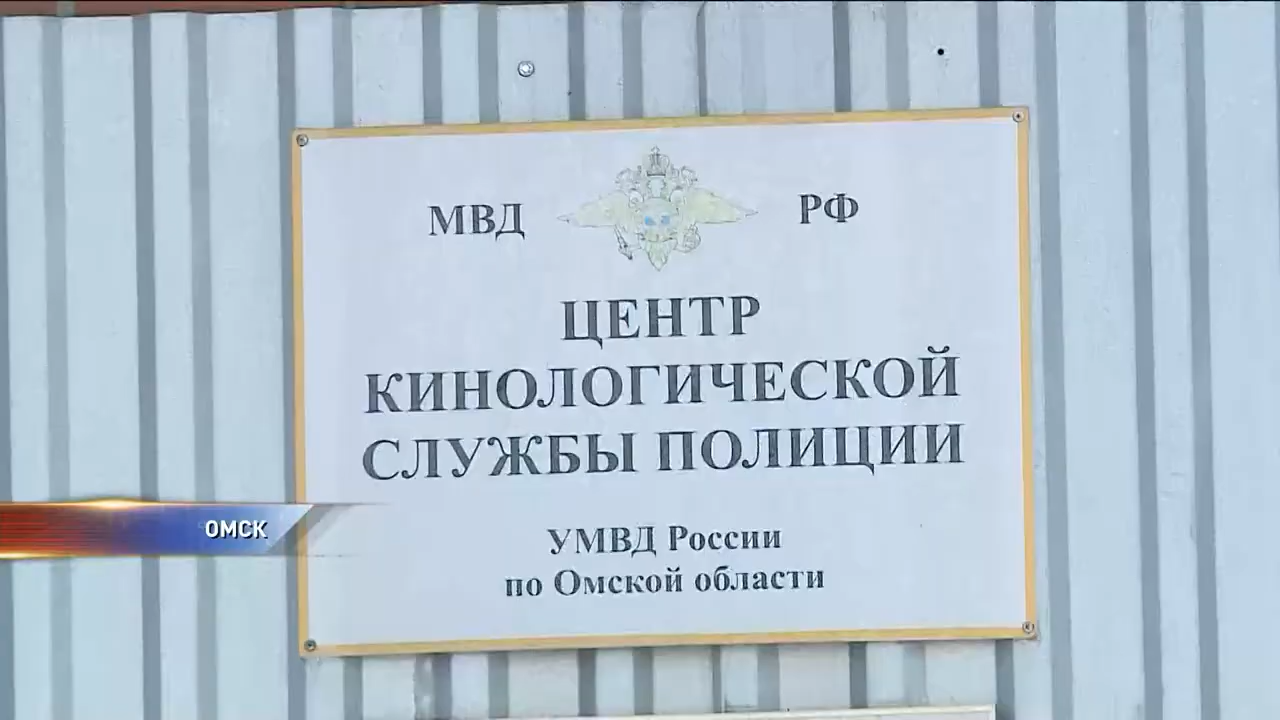 МВД РФ
ЦЕНТР
КИНОЛОГИЧЕСКОЙ
СЛУЖБЫ ПОЛИЦИИ
УМВД России
по Омской области
ОМСК